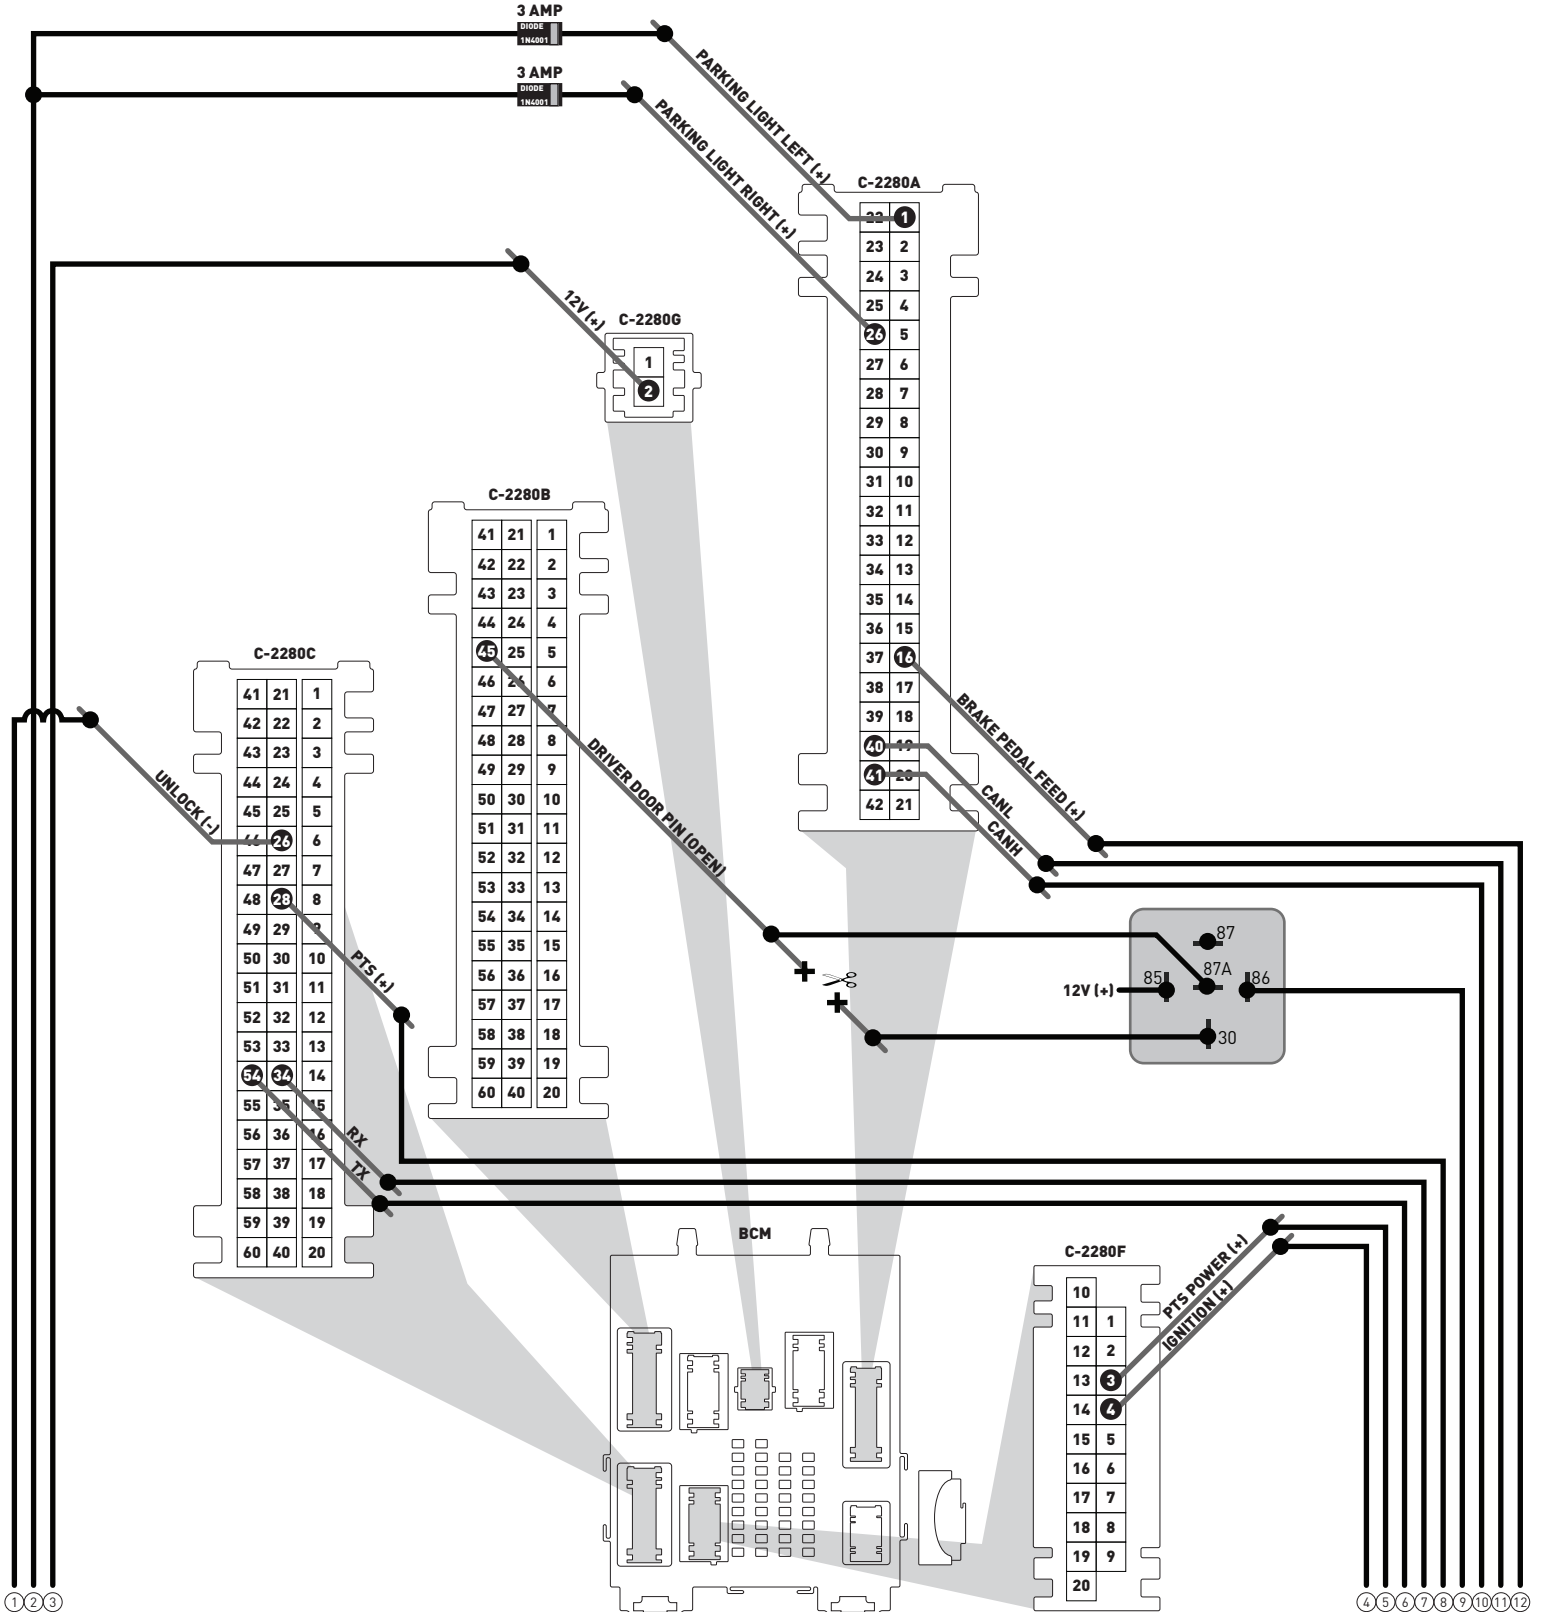 3 AMP
DIODE
1N4001
3 AMP
DIODE
1N4001
PARKING LIGHT LEFT (+)
PARKING LIGHT RIGHT (+)
C-2280A
22 1
23 2
24 3
25 4
26 5
27 6
28 7
29 8
30 9
31 10
32 11
33 12
34 13
35 14
36 15
37 16
38 17
39 18
40 19
41 20
42 21
BRAKE PEDAL FEED (+)
CANL
CANH
12V (+)
C-2280G
1
2
C-2280B
41 21 1
42 22 2
43 23 3
44 24 4
45 25 5
46 26 6
47 27 7
48 28 8
49 29 9
50 30 10
51 31 11
52 32 12
53 33 13
54 34 14
55 35 15
56 36 16
57 37 17
58 38 18
59 39 19
60 40 20
DRIVER DOOR PIN (OPEN)
C-2280C
41 21 1
42 22 2
43 23 3
44 24 4
45 25 5
46 26 6
47 27 7
48 28 8
49 29 9
50 30 10
51 31 11
52 32 12
53 33 13
54 34 14
55 35 15
56 36 16
57 37 17
58 38 18
59 39 19
60 40 20
UNLOCK (-)
PTS (+)
RX
TX
87
87A
85
86
12V (+)
30
BCM
C-2280F
10
11 1
12 2
13 3
14 4
15 5
16 6
17 7
18 8
19 9
20
PTS POWER (+)
IGNITION (+)
1 2 3
4 5 6 7 8 9 10 11 12